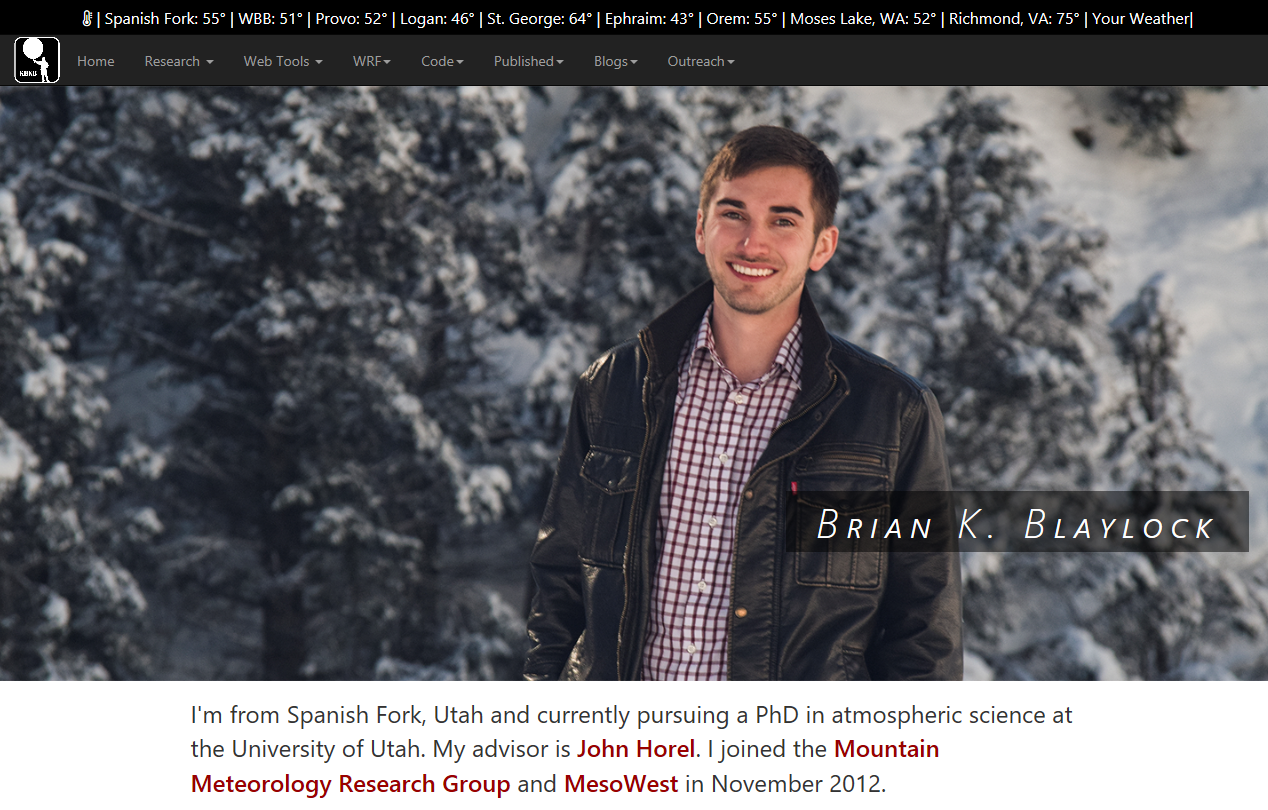 | Spanish Fork: 55° | WBB: 51° | Provo: 52° | Logan: 46° | St. George: 64° | Ephraim: 43° | Orem: 55° | Moses Lake, WA: 52° | Richmond, VA: 75° | Your Weather|
Home Research Web Tools WRF Code Published Blogs Outreach
Brian K. Blaylock
I'm from Spanish Fork, Utah and currently pursuing a PhD in atmospheric science at
the University of Utah. My advisor is John Horel. I joined the Mountain
Meteorology Research Group and MesoWest in November 2012.